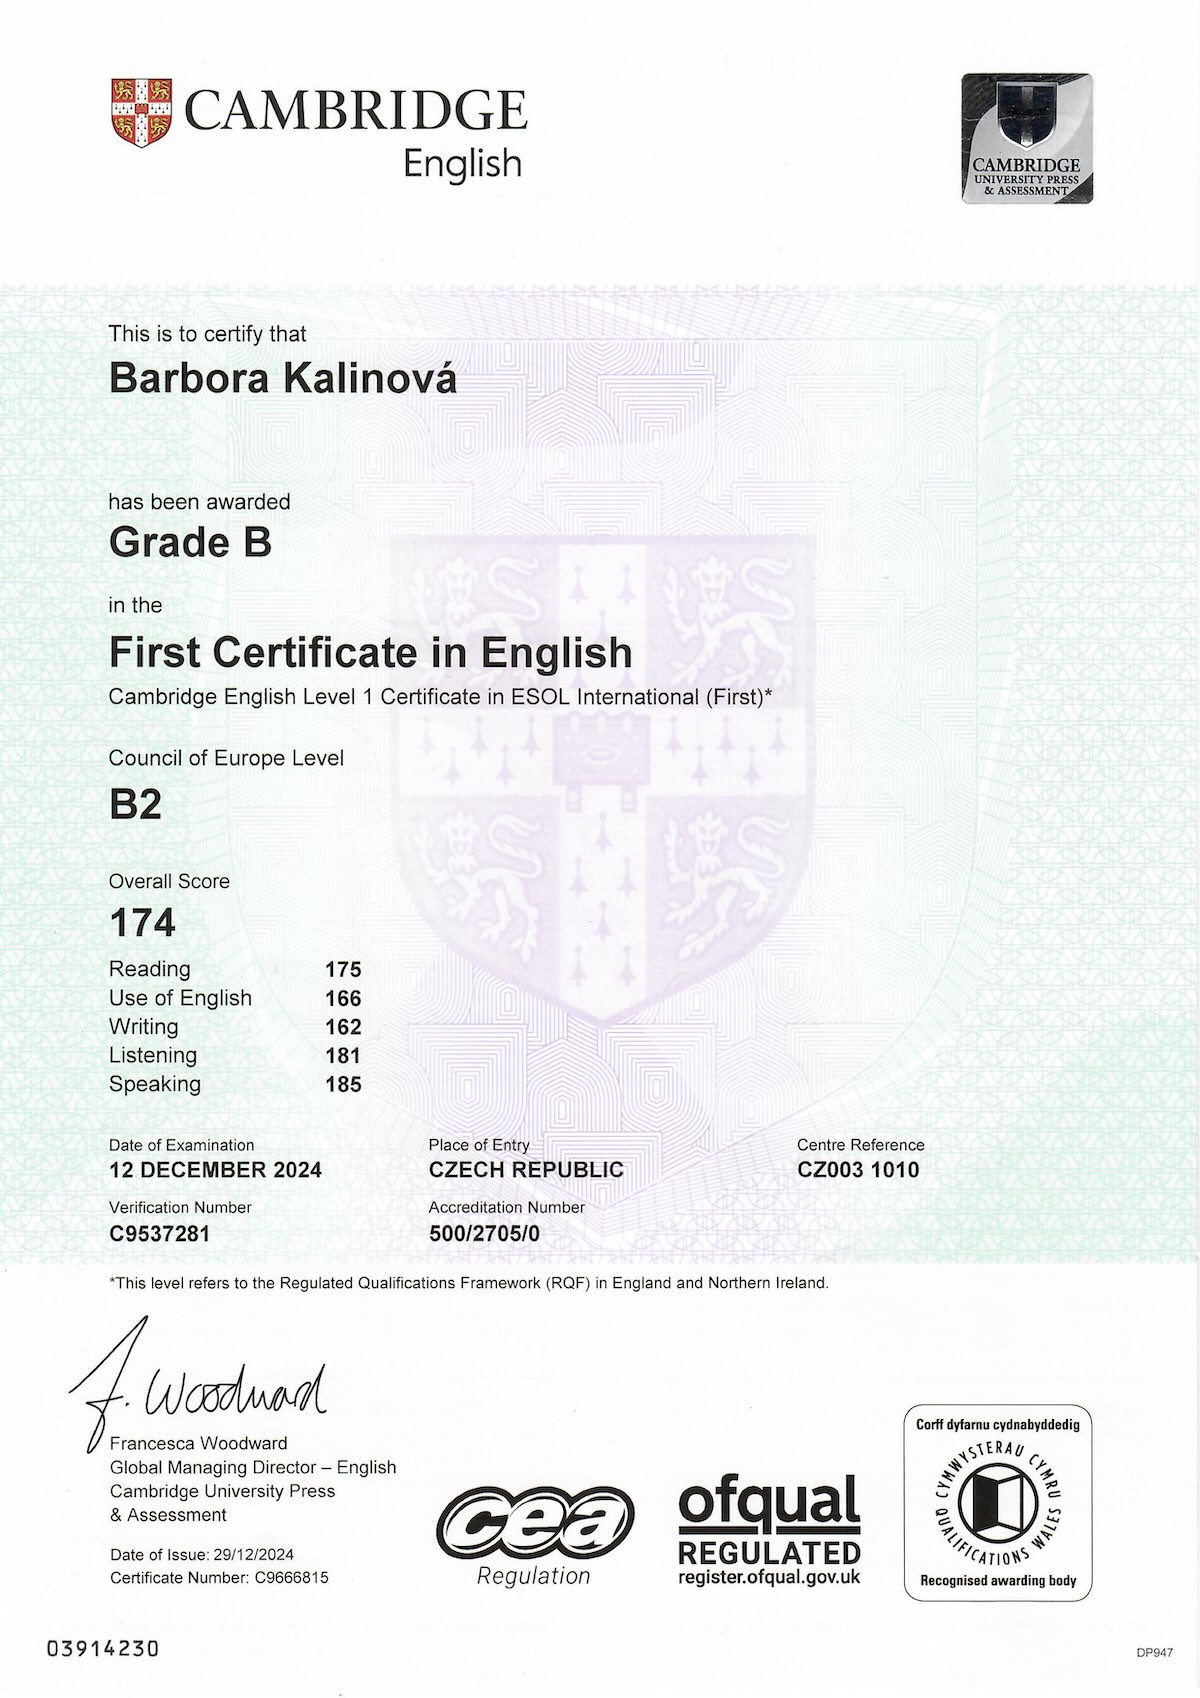 CAMBRIDGE
English
CAMBRIDGE
UNIVERSITY PRESS
& ASSESSMENT
This is to certify that
Barbora Kalinová
has been awarded
Grade B
in the
First Certificate in English
Cambridge English Level 1 Certificate in ESOL International (First)*
Council of Europe Level
B2
Overall Score
174
Reading 175
Use of English 166
Writing 162
Listening 181
Speaking 185
Date of Examination Place of Entry Centre Reference
12 DECEMBER 2024 CZECH REPUBLIC CZ003 1010
Verification Number Accreditation Number
C9537281 500/2705/0
*This level refers to the Regulated Qualifications Framework (RQF) in England and Northern Ireland.
F. Woodward
Francesca Woodward
Global Managing Director – English
Cambridge University Press
& Assessment
Date of Issue: 29/12/2024
Certificate Number: C9666815
cea
Regulation
ofqual
REGULATED
register.ofqual.gov.uk
Corff dyfarnu cydnabyddedig
CYMWYSTERAU CYMRU
QUALIFICATIONS WALES
Recognised awarding body
03914230
DP947